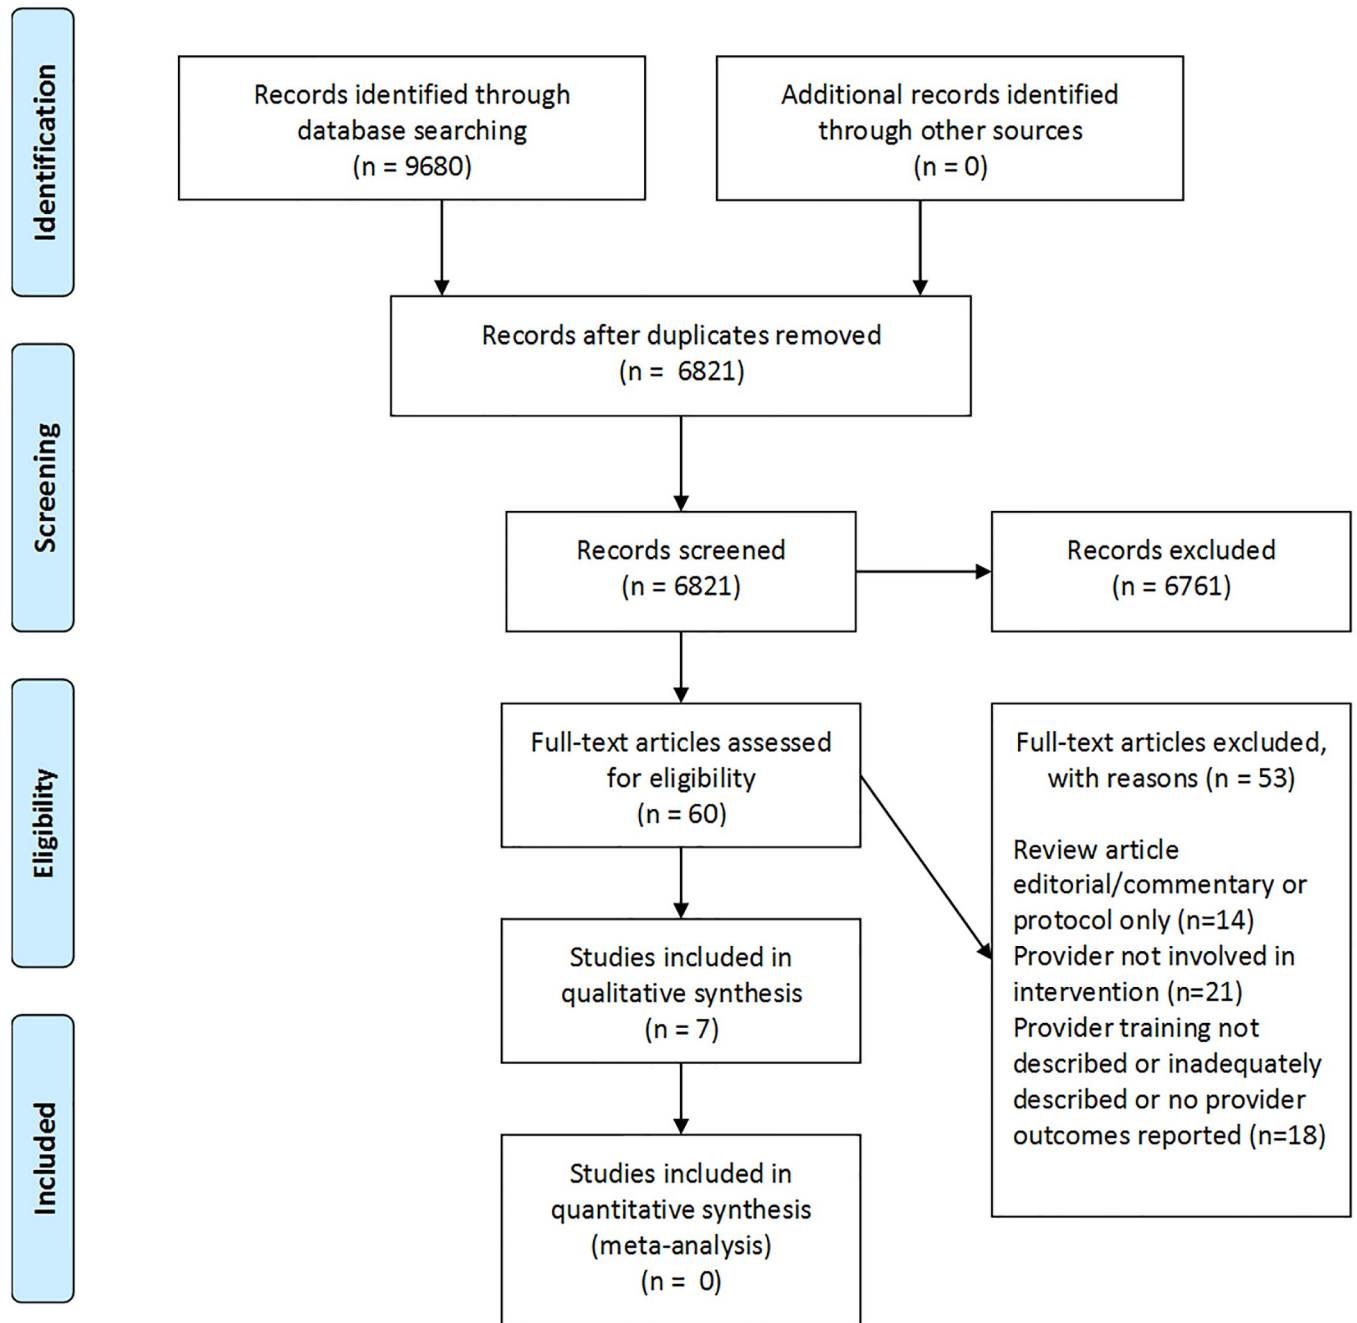 Identification
Records identified through
database searching
(n = 9680)
Additional records identified
through other sources
(n = 0)
Records after duplicates removed
(n = 6821)
Screening
Records screened
(n = 6821)
Records excluded
(n = 6761)
Eligibility
Full-text articles assessed
for eligibility
(n = 60)
Full-text articles excluded,
with reasons (n = 53)
Review article
editorial/commentary or
protocol only (n=14)
Provider not involved in
intervention (n=21)
Provider training not
described or inadequately
described or no provider
outcomes reported (n=18)
Studies included in
qualitative synthesis
(n = 7)
Included
Studies included in
quantitative synthesis
(meta-analysis)
(n = 0)